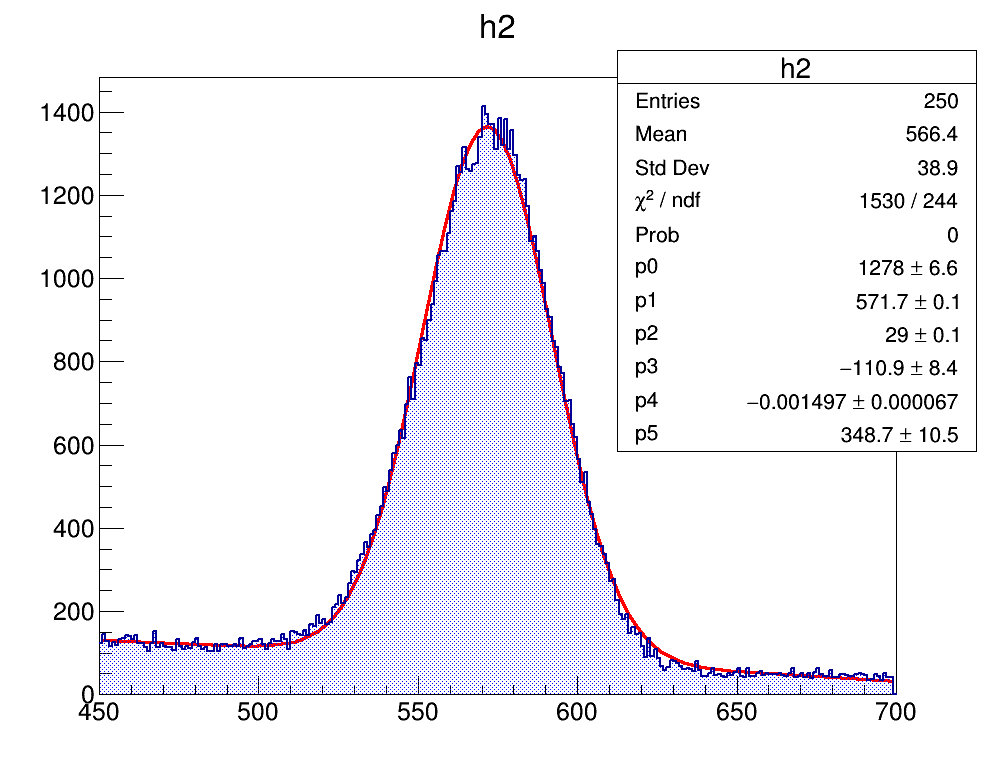 h2
h2
Entries 250
Mean 566.4
Std Dev 38.9
χ² / ndf 1530 / 244
Prob 0
p0 1278 ± 6.6
p1 571.7 ± 0.1
p2 29 ± 0.1
p3 −110.9 ± 8.4
p4 −0.001497 ± 0.000067
p5 348.7 ± 10.5
1400
1200
1000
800
600
400
200
0
450 500 550 600 650 700